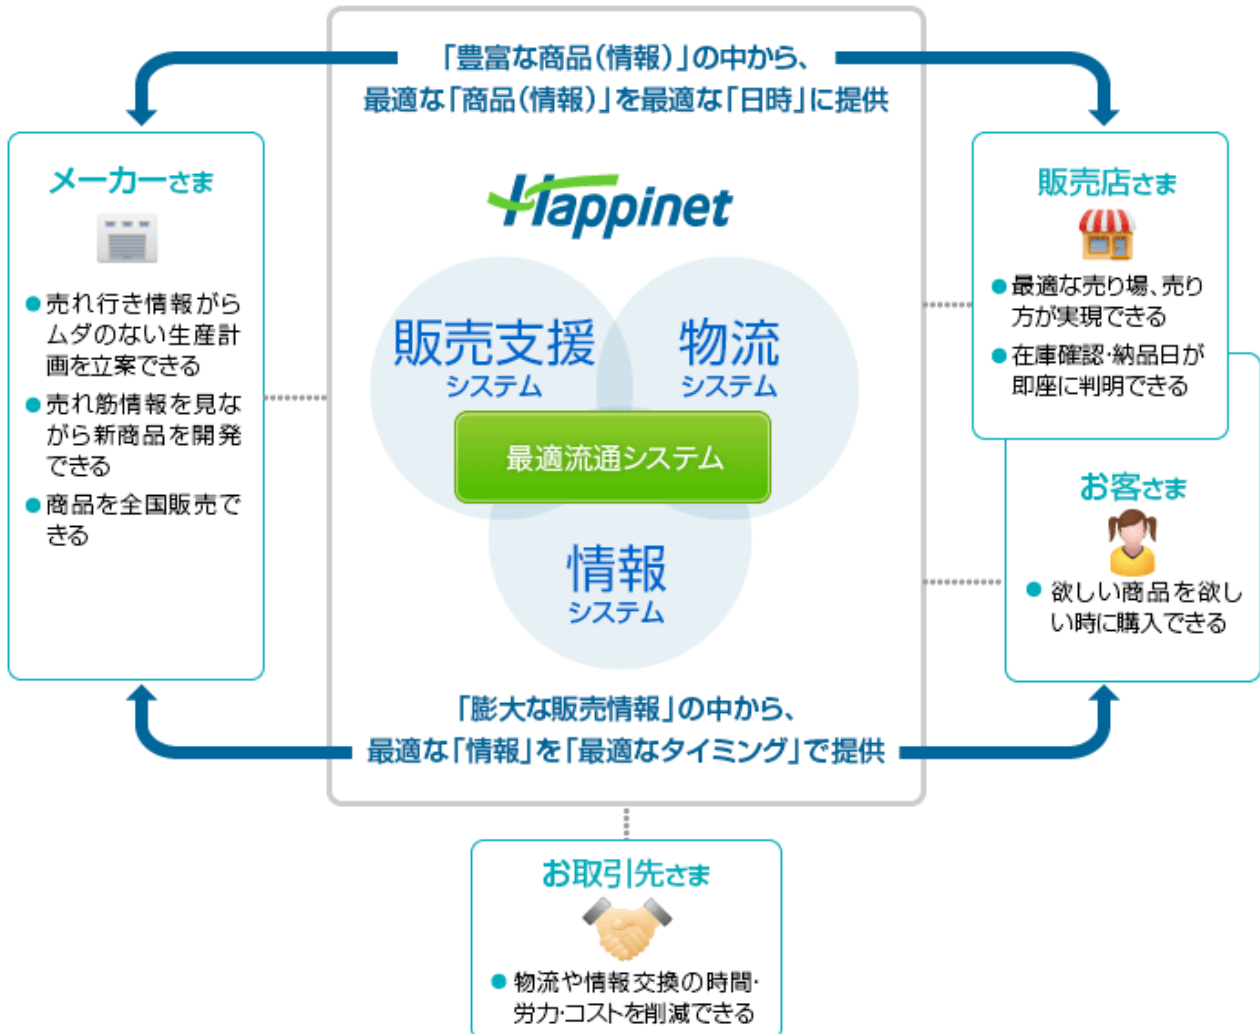 「豊富な商品(情報)」の中から、
最適な「商品(情報)」を最適な「日時」に提供
メーカーさま
● 売れ行き情報がら
ムダのない生産計
画を立案できる
● 売れ筋情報を見な
がら新商品を開発
できる
● 商品を全国販売で
きる
Happinet
販売支援
システム
物流
システム
最適流通システム
情報
システム
販売店さま
● 最適な売り場、売り
方が実現できる
● 在庫確認・納品日が
即座に判明できる
お客さま
● 欲しい商品を欲し
い時に購入できる
「膨大な販売情報」の中から、
最適な「情報」を「最適なタイミング」で提供
お取引先さま
● 物流や情報交換の時間・
労力・コストを削減できる